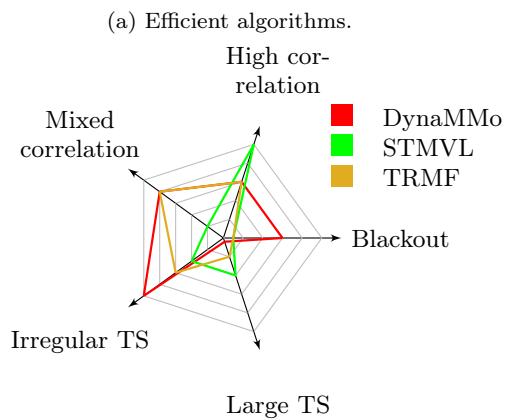 (a) Efficient algorithms.
High cor-
relation
Mixed
correlation
DynaMMo
STMVL
TRMF
Blackout
Irregular TS
Large TS